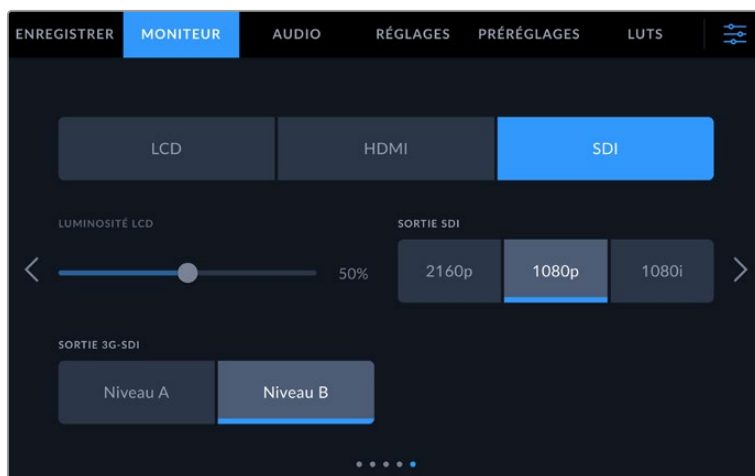 ENREGISTRER MONITEUR AUDIO RÉGLAGES PRÉRÉGLAGES LUTS
LCD HDMI SDI
LUMINOSITÉ LCD SORTIE SDI
50% 2160p 1080p 1080i
SORTIE 3G-SDI
Niveau A Niveau B